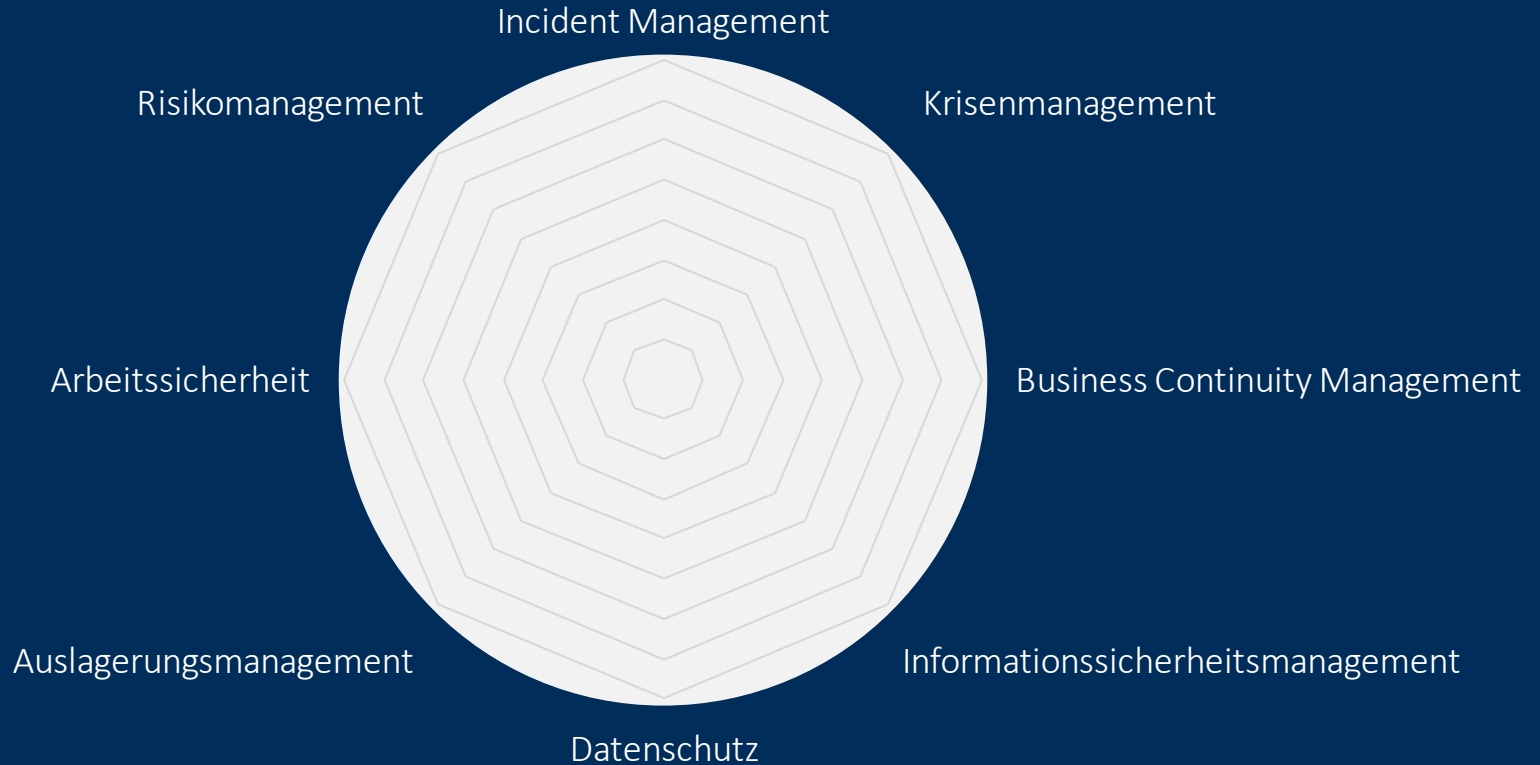 Incident Management
Risikomanagement
Krisenmanagement
Arbeitssicherheit
Business Continuity Management
Auslagerungsmanagement
Informationssicherheitsmanagement
Datenschutz